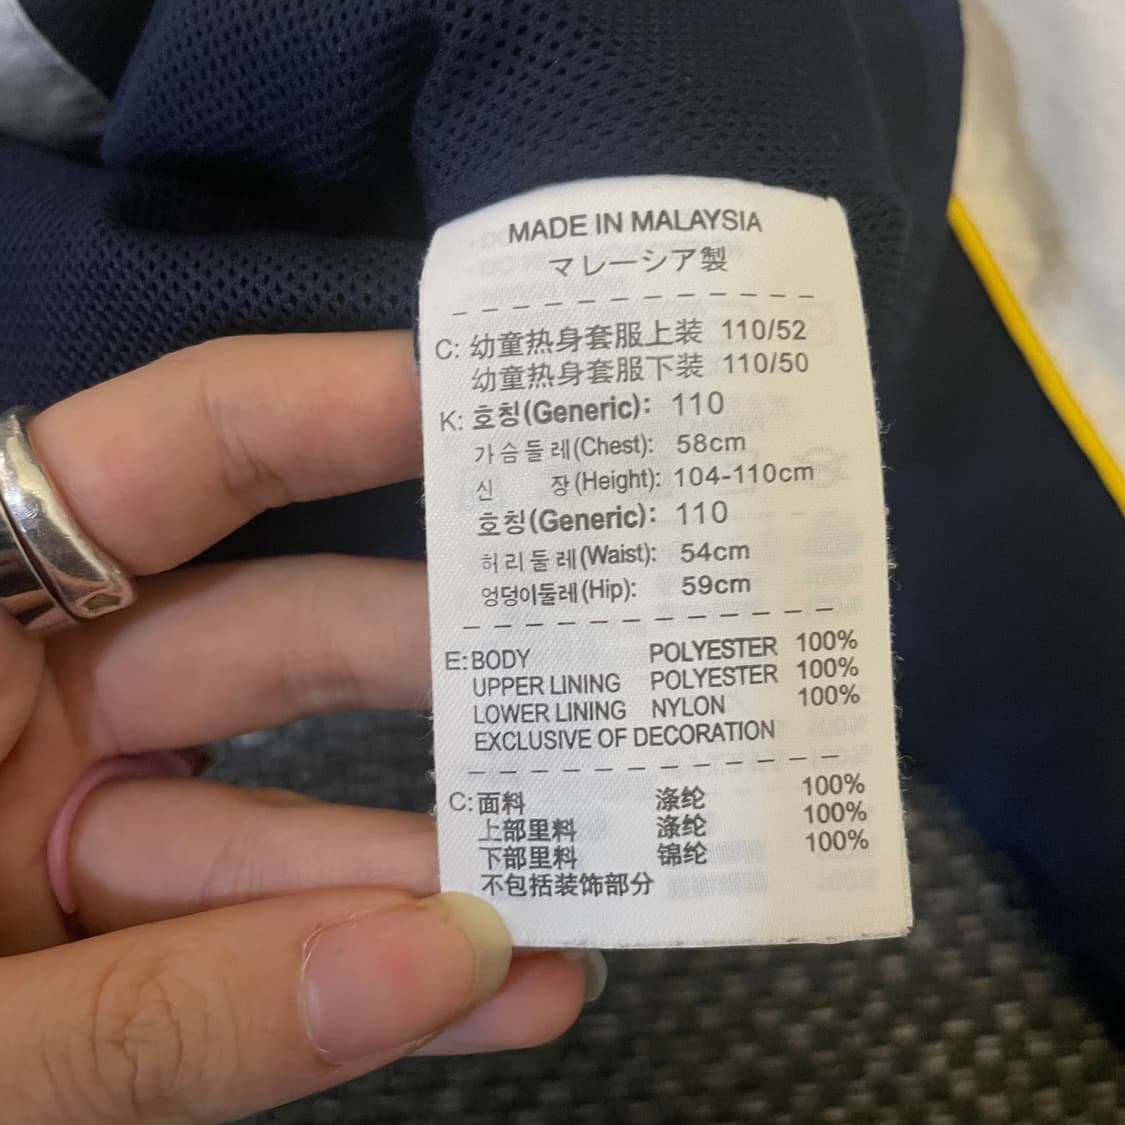 MADE IN MALAYSIA
マレーシア製
C: 幼童热身套服上装 110/52
幼童热身套服下装 110/50
K: 호칭(Generic): 110
가슴둘레(Chest): 58cm
신 장(Height): 104-110cm
호칭(Generic): 110
허리둘레(Waist): 54cm
엉덩이둘레(Hip): 59cm
E: BODY POLYESTER 100%
UPPER LINING POLYESTER 100%
LOWER LINING NYLON 100%
EXCLUSIVE OF DECORATION
C: 面料 涤纶 100%
上部里料 涤纶 100%
下部里料 锦纶 100%
不包括装饰部分